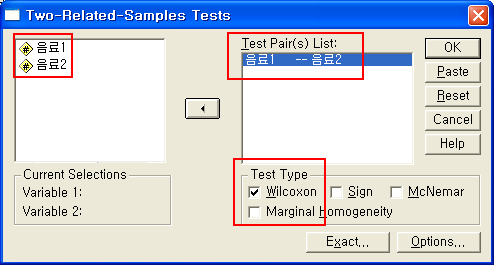 Two-Related-Samples Tests
음료1
음료2
Test Pair(s) List:
음료1 -- 음료2
OK
Paste
Reset
Cancel
Help
Current Selections
Variable 1:
Variable 2:
Test Type
Wilcoxon Sign McNemar
Marginal Homogeneity
Exact... Options...